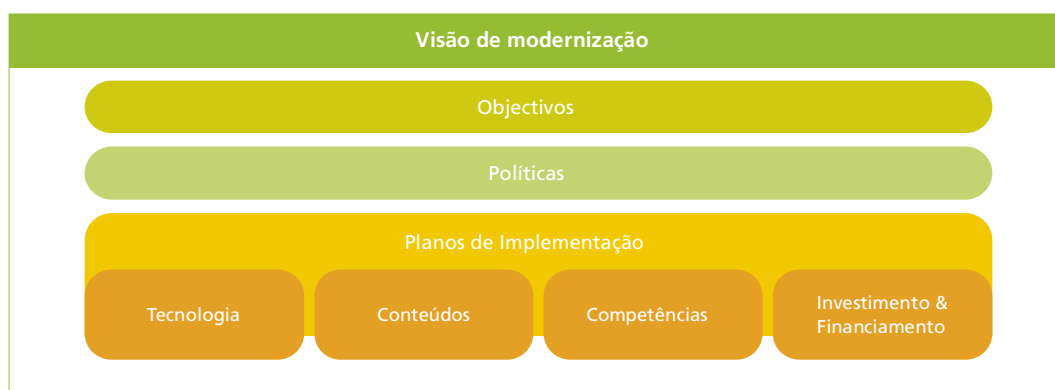 Visão de modernização
Objectivos
Políticas
Planos de Implementação
Tecnologia
Conteúdos
Competências
Investimento &
Financiamento